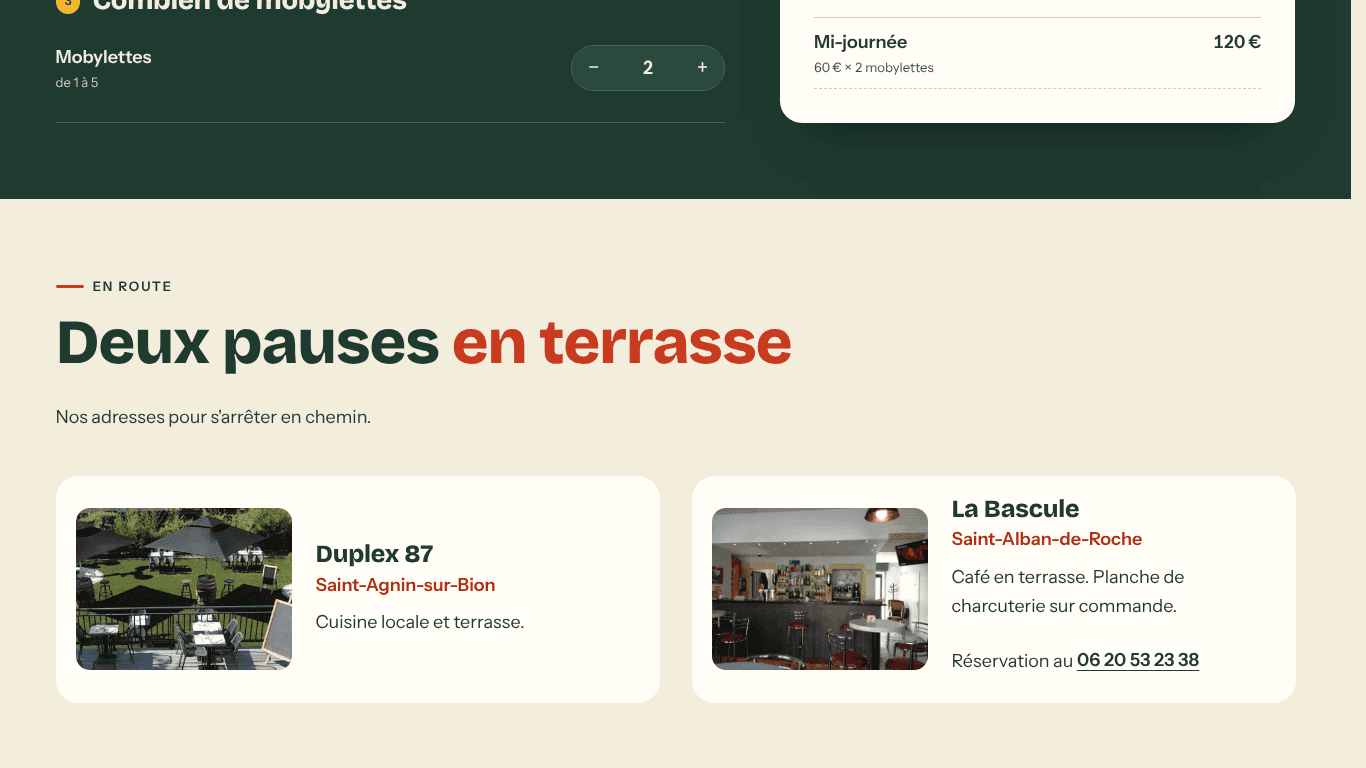 3 Combien de mobylettes
Mobylettes
de 1 à 5
− 2 +
Mi-journée 120 €
60 € × 2 mobylettes
EN ROUTE
Deux pauses en terrasse
Nos adresses pour s'arrêter en chemin.
Duplex 87
Saint-Agnin-sur-Bion
Cuisine locale et terrasse.
La Bascule
Saint-Alban-de-Roche
Café en terrasse. Planche de
charcuterie sur commande.
Réservation au 06 20 53 23 38